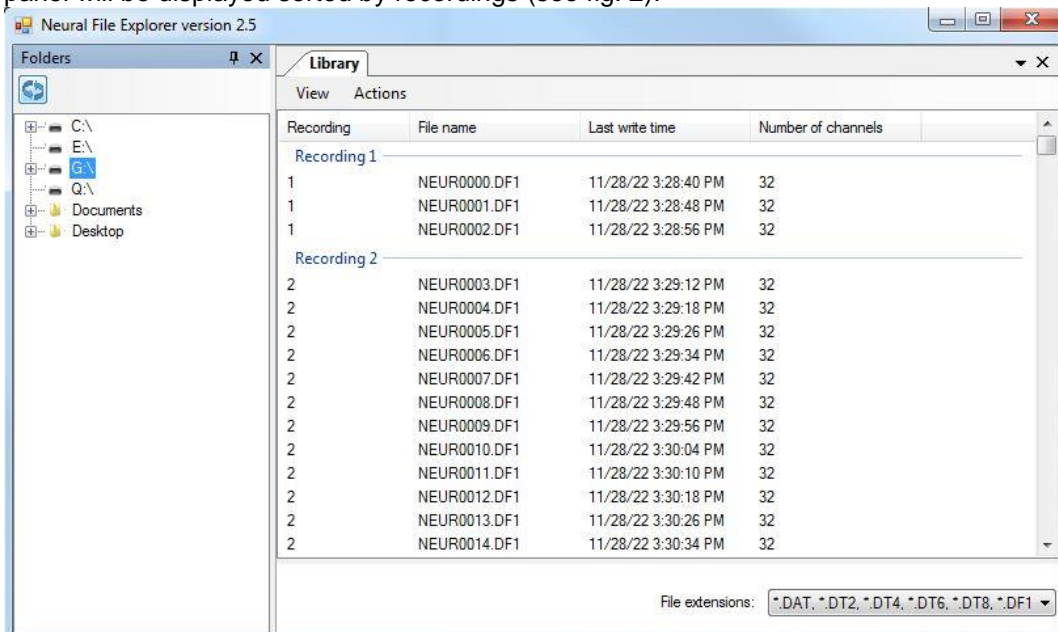 panel will be displayed sorted by recordings (see fig. 2).
Neural File Explorer version 2.5
Folders
Library
View Actions
C:\
E:\
G:\
Q:\
Documents
Desktop
Recording File name Last write time Number of channels
Recording 1
1 NEUR0000.DF1 11/28/22 3:28:40 PM 32
1 NEUR0001.DF1 11/28/22 3:28:48 PM 32
1 NEUR0002.DF1 11/28/22 3:28:56 PM 32
Recording 2
2 NEUR0003.DF1 11/28/22 3:29:12 PM 32
2 NEUR0004.DF1 11/28/22 3:29:18 PM 32
2 NEUR0005.DF1 11/28/22 3:29:26 PM 32
2 NEUR0006.DF1 11/28/22 3:29:34 PM 32
2 NEUR0007.DF1 11/28/22 3:29:42 PM 32
2 NEUR0008.DF1 11/28/22 3:29:48 PM 32
2 NEUR0009.DF1 11/28/22 3:29:56 PM 32
2 NEUR0010.DF1 11/28/22 3:30:04 PM 32
2 NEUR0011.DF1 11/28/22 3:30:10 PM 32
2 NEUR0012.DF1 11/28/22 3:30:18 PM 32
2 NEUR0013.DF1 11/28/22 3:30:26 PM 32
2 NEUR0014.DF1 11/28/22 3:30:34 PM 32
File extensions: *.DAT, *.DT2, *.DT4, *.DT6, *.DT8, *.DF1